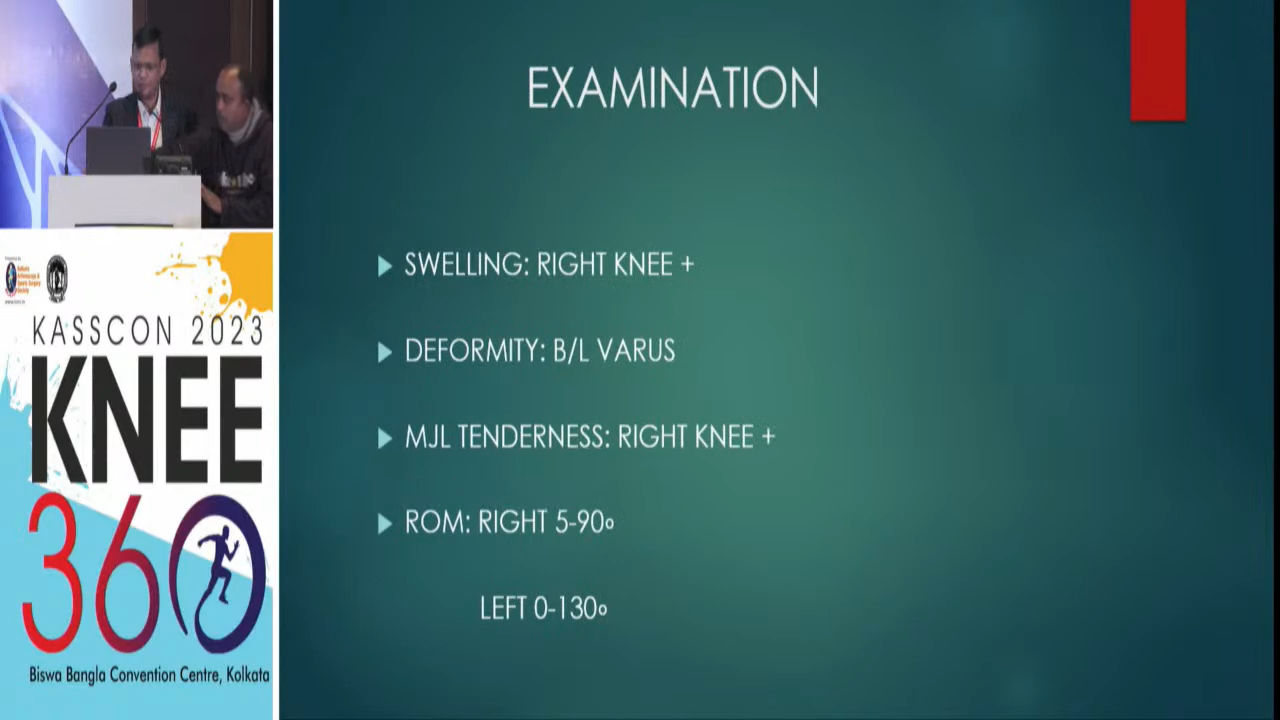 EXAMINATION
SWELLING: RIGHT KNEE +
DEFORMITY: B/L VARUS
MJL TENDERNESS: RIGHT KNEE +
ROM: RIGHT 5-90o
LEFT 0-130o
KASSCON 2023
KNEE
360
Biswa Bangla Convention Centre, Kolkata